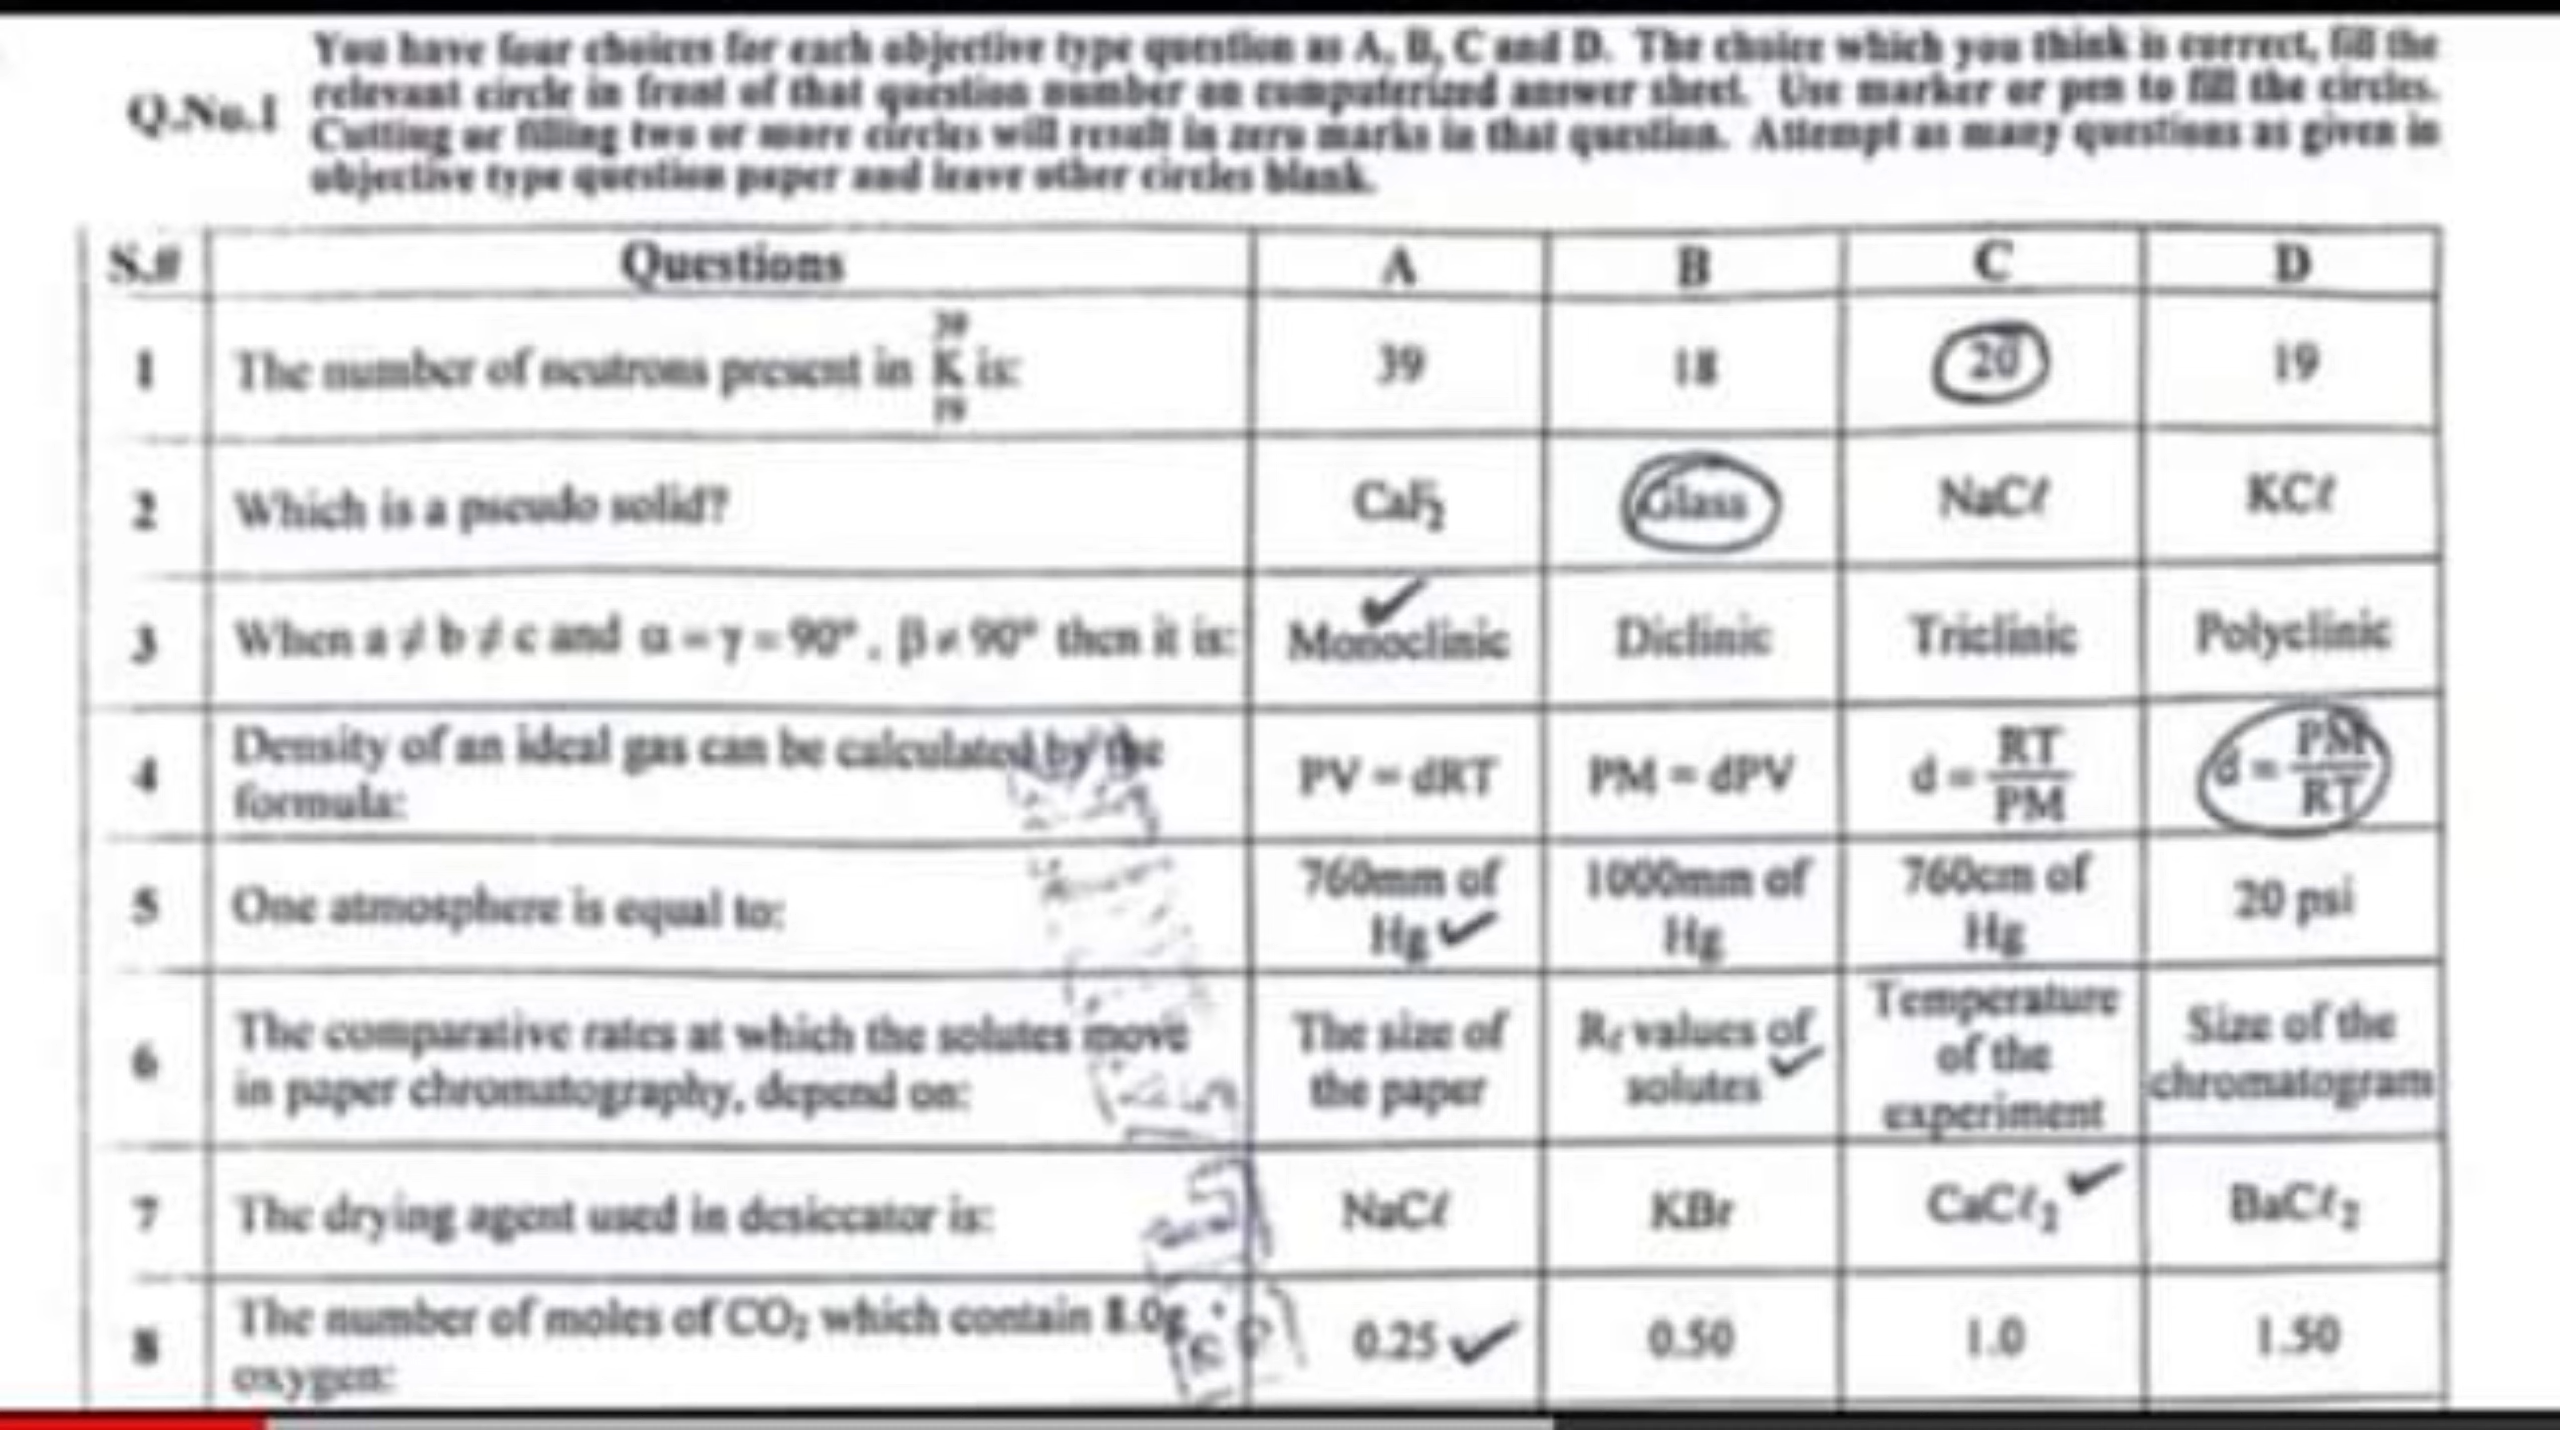 You have four choices for each objective type question as A, B, C and D. The choice which you think is correct, fill the
Q.No.1 relevant circle in front of that question number on computerized answer sheet. Use marker or pen to fill the circles.
Cutting or filling two or more circles will result in zero marks in that question. Attempt as many questions as given in
objective type question paper and leave other circles blank.
S.# Questions A B C D
39
1 The number of neutrons present in K is: 39 18 20 19
19
2 Which is a pseudo solid? CaF₂ Glass NaCℓ KCℓ
3 When a ≠ b ≠ c and α = γ = 90°, β ≠ 90° then it is: Monoclinic Diclinic Triclinic Polyclinic
4 Density of an ideal gas can be calculated by the
formula: PV = dRT PM = dPV d = RT/PM d = PM/RT
5 One atmosphere is equal to: 760mm of
Hg 1000mm of
Hg 760cm of
Hg 20 psi
6 The comparative rates at which the solutes move
in paper chromatography, depend on: The size of
the paper Rf values of
solutes Temperature
of the
experiment Size of the
chromatogram
7 The drying agent used in desiccator is: NaCℓ KBr CaCℓ₂ BaCℓ₂
8 The number of moles of CO₂ which contain 8.0g
oxygen: 0.25 0.50 1.0 1.50